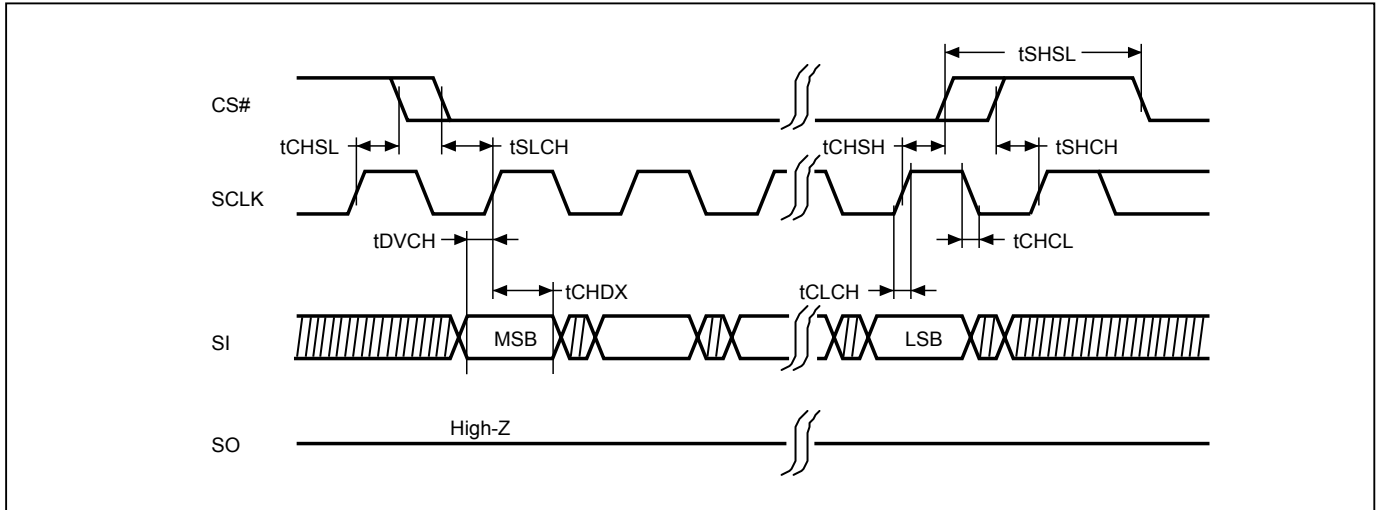 tSHSL
CS#
tCHSL
tSLCH
tCHSH
tSHCH
SCLK
tDVCH
tCHCL
tCHDX
tCLCH
SI
MSB
LSB
High-Z
SO